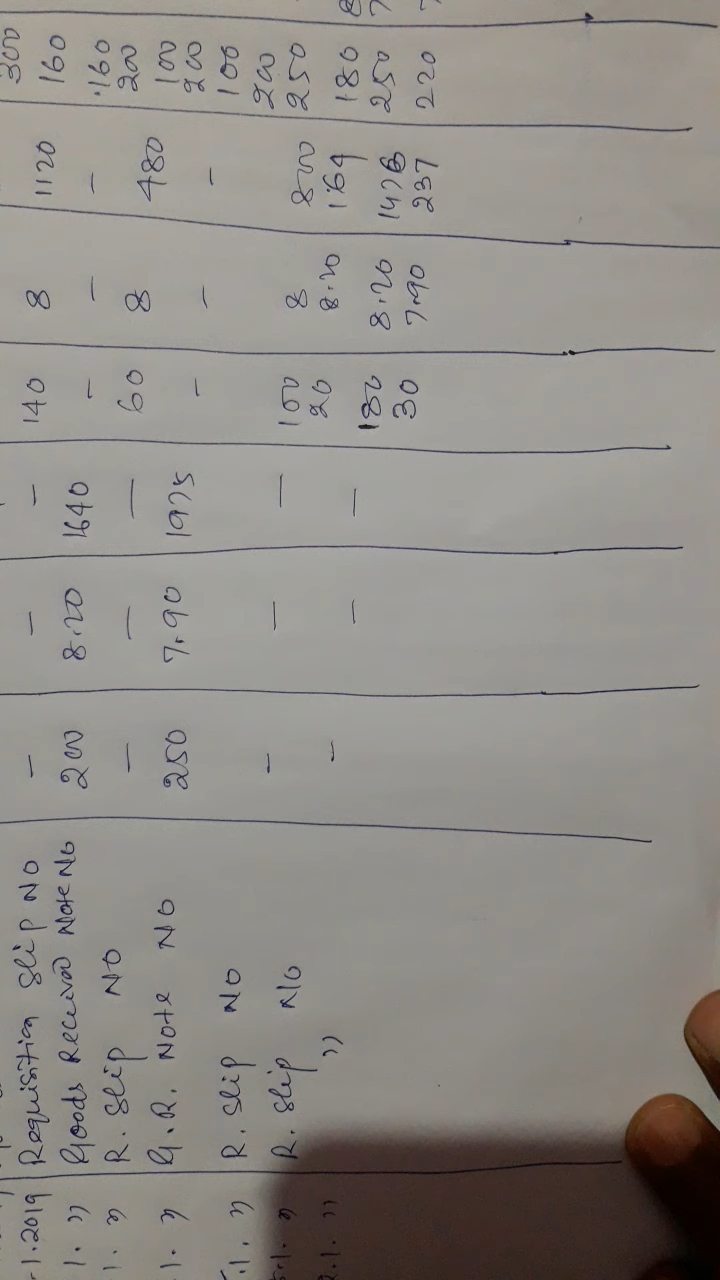 300
1.2019 Requisition Slip No - - - 140 8 1120 160
1. " Goods Received Note No 200 8.20 1640 - - - 160
200
1. " R. Slip No - - - 60 8 480 100
200
1. " G.R. Note No 250 7.90 1975 - - - 100
200
250
.1. " R. Slip No - - - 100 8 800
20 8.20 164 180
250
.1. " R. Slip No - - - 180 8.20 1476 220
.1. " " 30 7.90 237